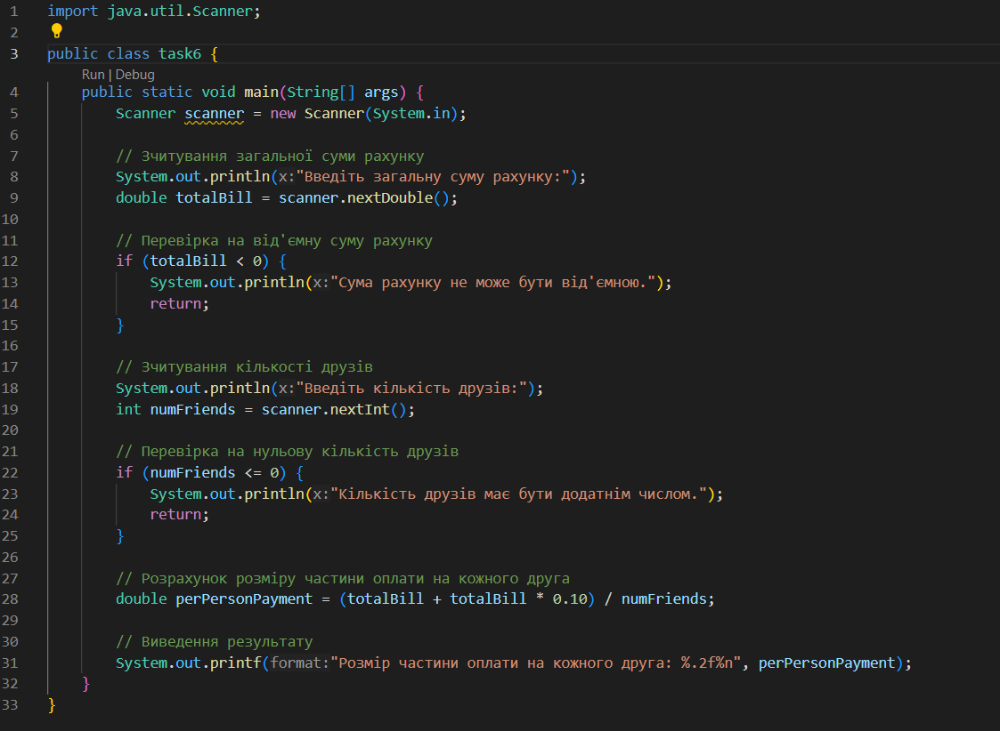 1 import java.util.Scanner;
2
3 public class task6 {
Run | Debug
4 public static void main(String[] args) {
5 Scanner scanner = new Scanner(System.in);
6
7 // Зчитування загальної суми рахунку
8 System.out.println(x:"Введіть загальну суму рахунку:");
9 double totalBill = scanner.nextDouble();
10
11 // Перевірка на від'ємну суму рахунку
12 if (totalBill < 0) {
13 System.out.println(x:"Сума рахунку не може бути від'ємною.");
14 return;
15 }
16
17 // Зчитування кількості друзів
18 System.out.println(x:"Введіть кількість друзів:");
19 int numFriends = scanner.nextInt();
20
21 // Перевірка на нульову кількість друзів
22 if (numFriends <= 0) {
23 System.out.println(x:"Кількість друзів має бути додатнім числом.");
24 return;
25 }
26
27 // Розрахунок розміру частини оплати на кожного друга
28 double perPersonPayment = (totalBill + totalBill * 0.10) / numFriends;
29
30 // Виведення результату
31 System.out.printf(format:"Розмір частини оплати на кожного друга: %.2f%n", perPersonPayment);
32 }
33 }